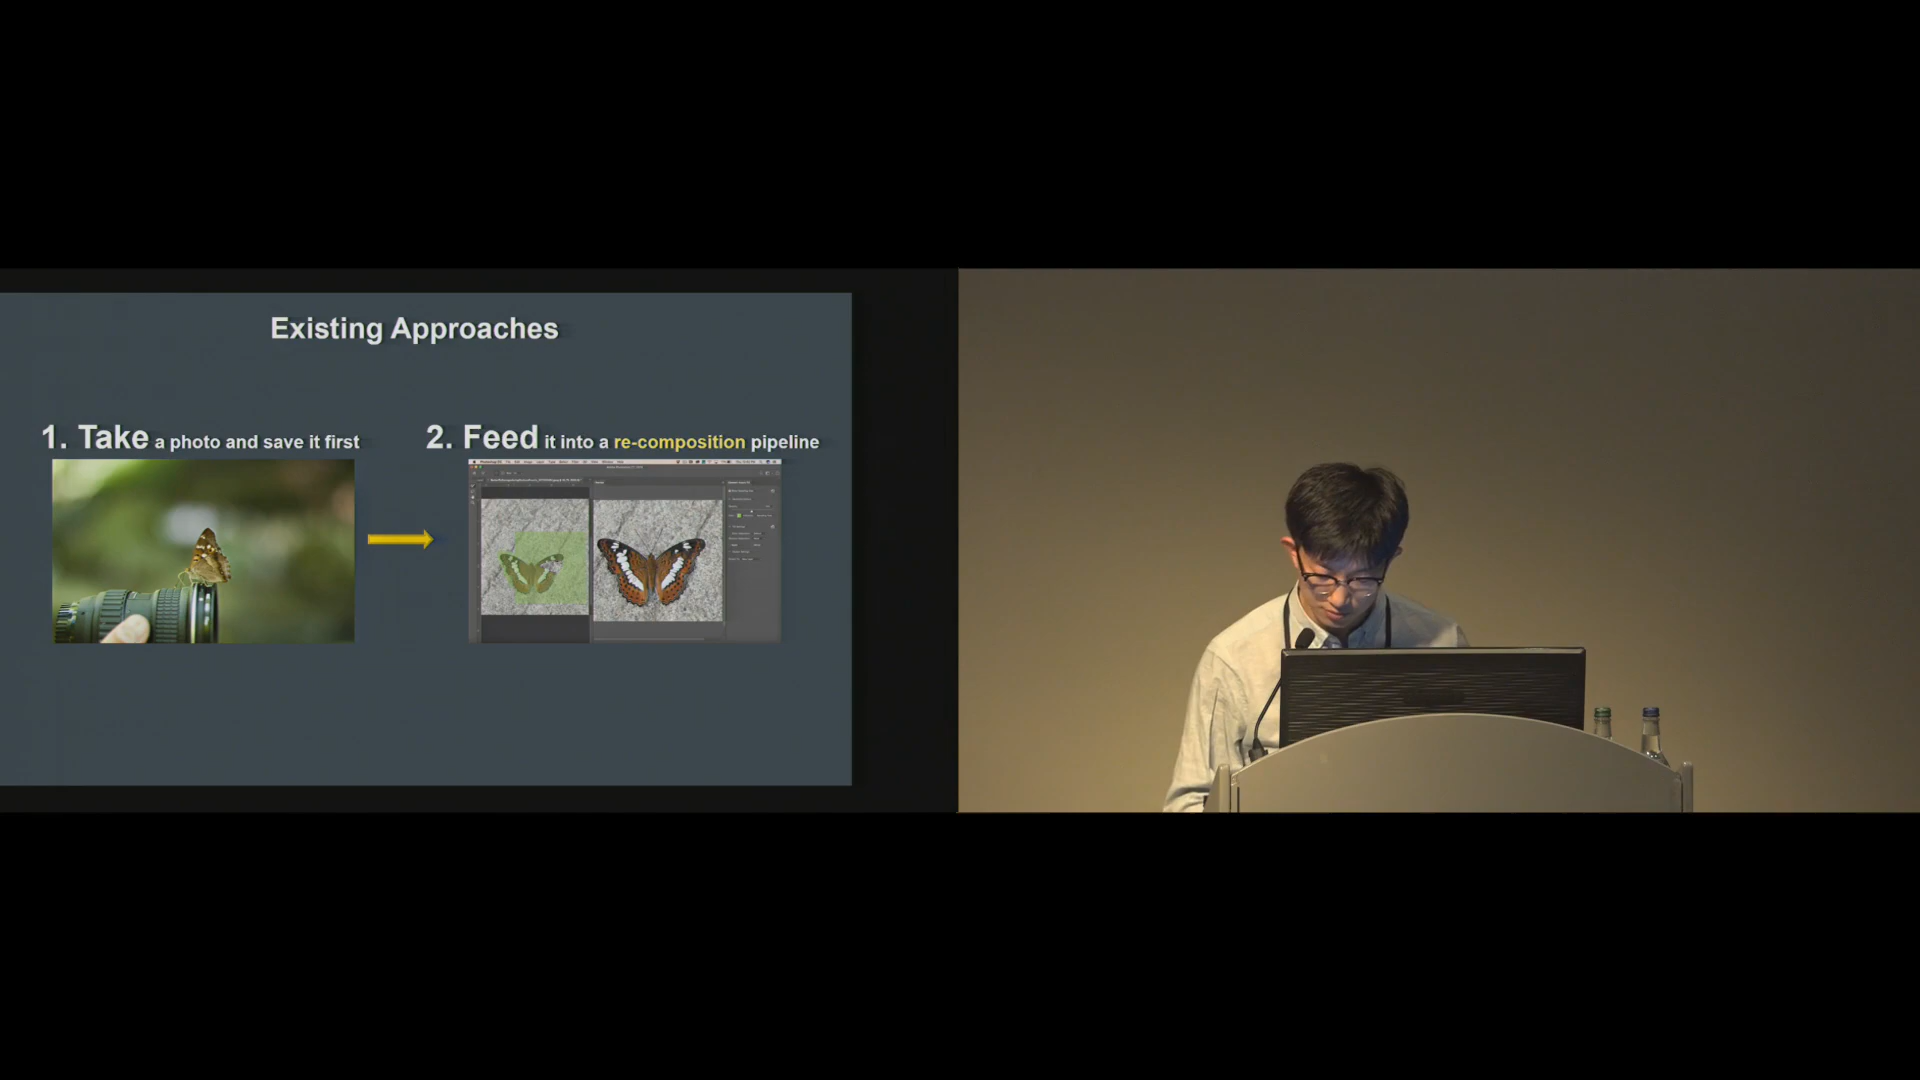 Existing Approaches
1. Take a photo and save it first
2. Feed it into a re-composition pipeline